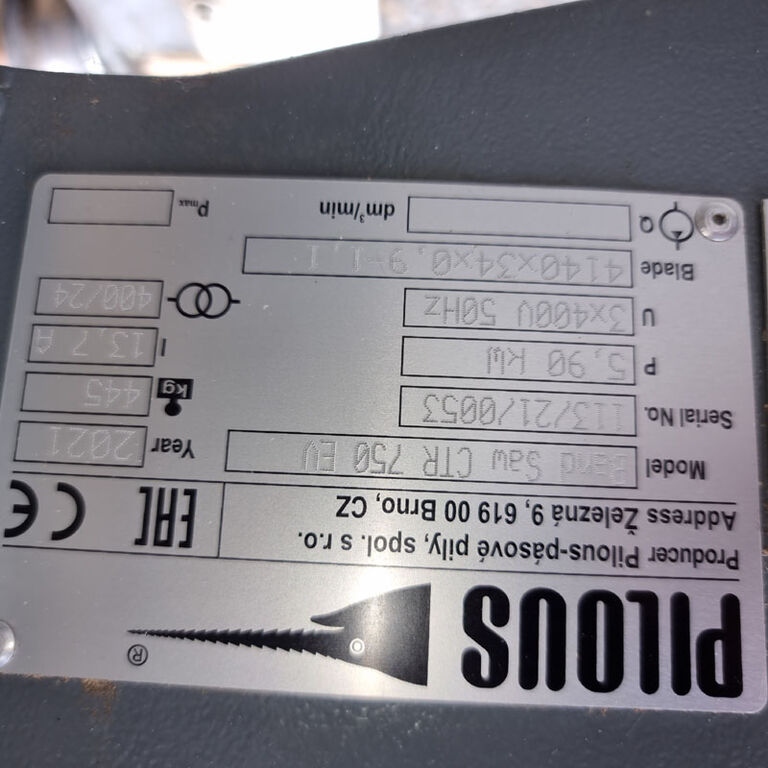 PILOUS ®
Producer Pilous-pásové pily, spol. s r.o.
Address Železná 9, 619 00 Brno, CZ
EAC CE
Model Band Saw CTR 750 EV
Year 2021
Serial No. 113/21/0053
kg 445
P 5,90 kW
I 13,7 A
U 3x400V 50Hz
400/24
Blade 4140x34x0,9-1,1
Q dm³/min
Pmax